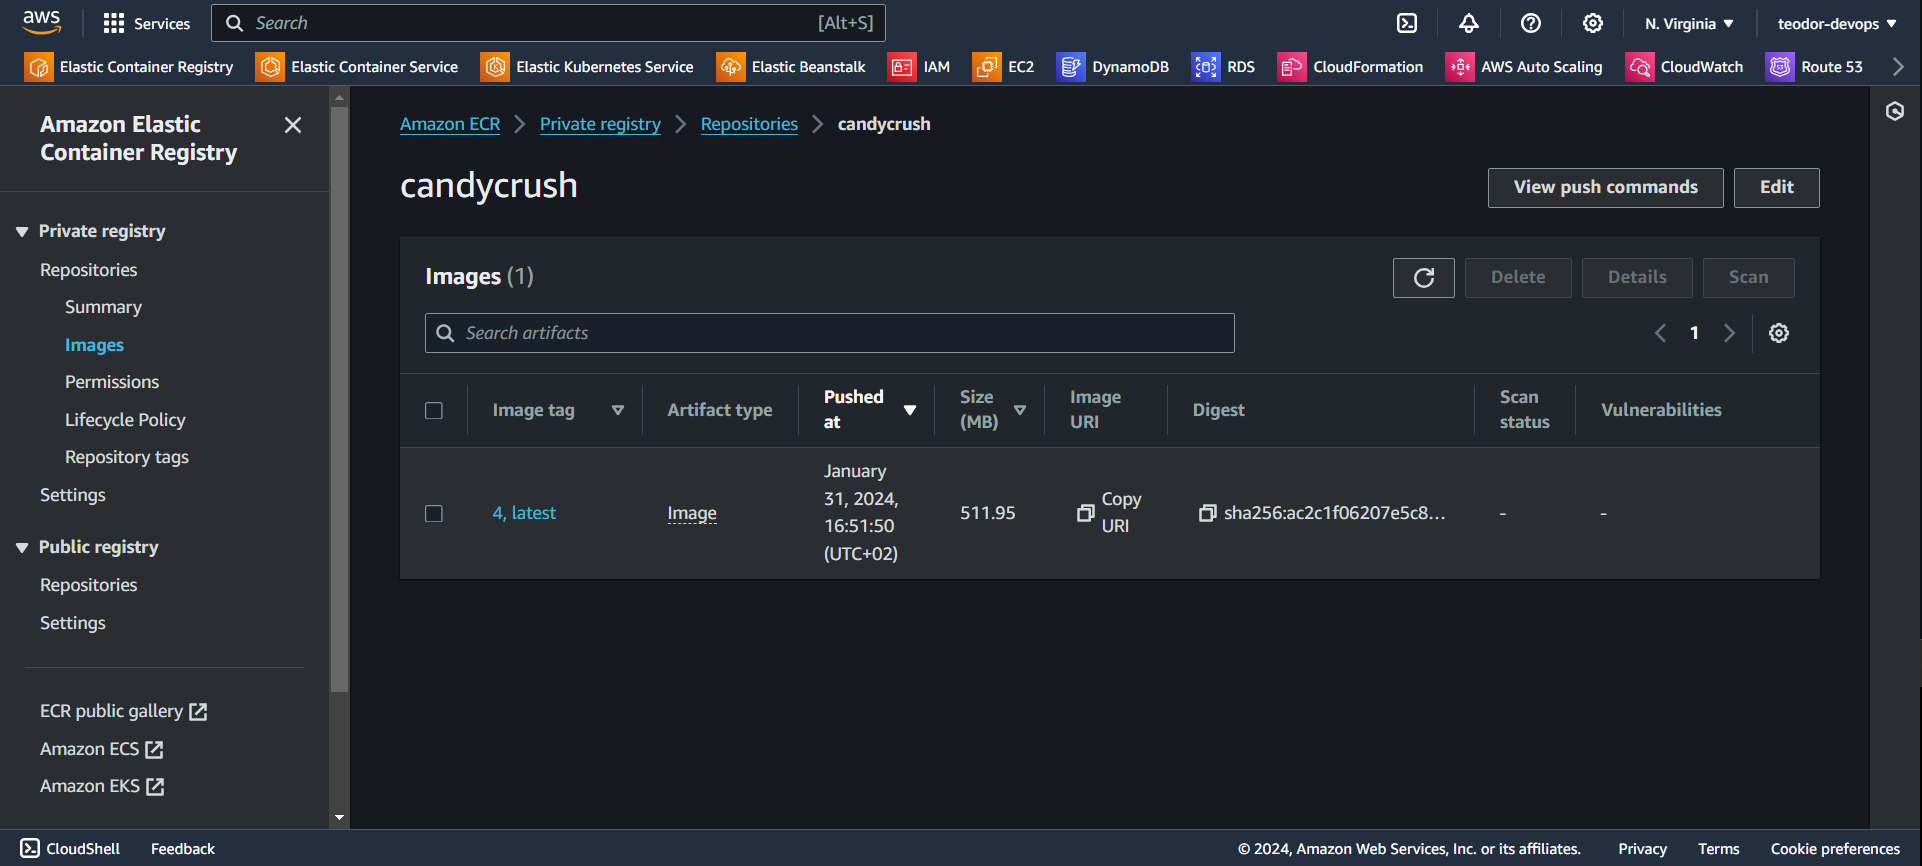 aws
Services
Search
[Alt+S]
N. Virginia
teodor-devops
Elastic Container Registry
Elastic Container Service
Elastic Kubernetes Service
Elastic Beanstalk
IAM
EC2
DynamoDB
RDS
CloudFormation
AWS Auto Scaling
CloudWatch
Route 53
Amazon Elastic
Container Registry
Private registry
Repositories
Summary
Images
Permissions
Lifecycle Policy
Repository tags
Settings
Public registry
Repositories
Settings
ECR public gallery
Amazon ECS
Amazon EKS
Amazon ECR
Private registry
Repositories
candycrush
candycrush
View push commands
Edit
Images (1)
Delete
Details
Scan
Search artifacts
1
Image tag
Artifact type
Pushed
at
Size
(MB)
Image
URI
Digest
Scan
status
Vulnerabilities
4, latest
Image
January
31, 2024,
16:51:50
(UTC+02)
511.95
Copy
URI
sha256:ac2c1f06207e5c8...
-
-
CloudShell
Feedback
© 2024, Amazon Web Services, Inc. or its affiliates.
Privacy
Terms
Cookie preferences